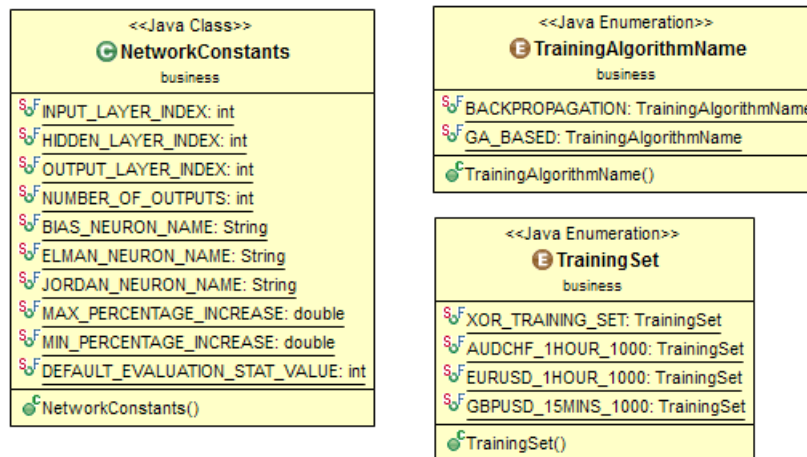 <<Java Class>>
NetworkConstants
business
INPUT_LAYER_INDEX: int
HIDDEN_LAYER_INDEX: int
OUTPUT_LAYER_INDEX: int
NUMBER_OF_OUTPUTS: int
BIAS_NEURON_NAME: String
ELMAN_NEURON_NAME: String
JORDAN_NEURON_NAME: String
MAX_PERCENTAGE_INCREASE: double
MIN_PERCENTAGE_INCREASE: double
DEFAULT_EVALUATION_STAT_VALUE: int
NetworkConstants()
<<Java Enumeration>>
TrainingAlgorithmName
business
BACKPROPAGATION: TrainingAlgorithmName
GA_BASED: TrainingAlgorithmName
TrainingAlgorithmName()
<<Java Enumeration>>
TrainingSet
business
XOR_TRAINING_SET: TrainingSet
AUDCHF_1HOUR_1000: TrainingSet
EURUSD_1HOUR_1000: TrainingSet
GBPUSD_15MINS_1000: TrainingSet
TrainingSet()